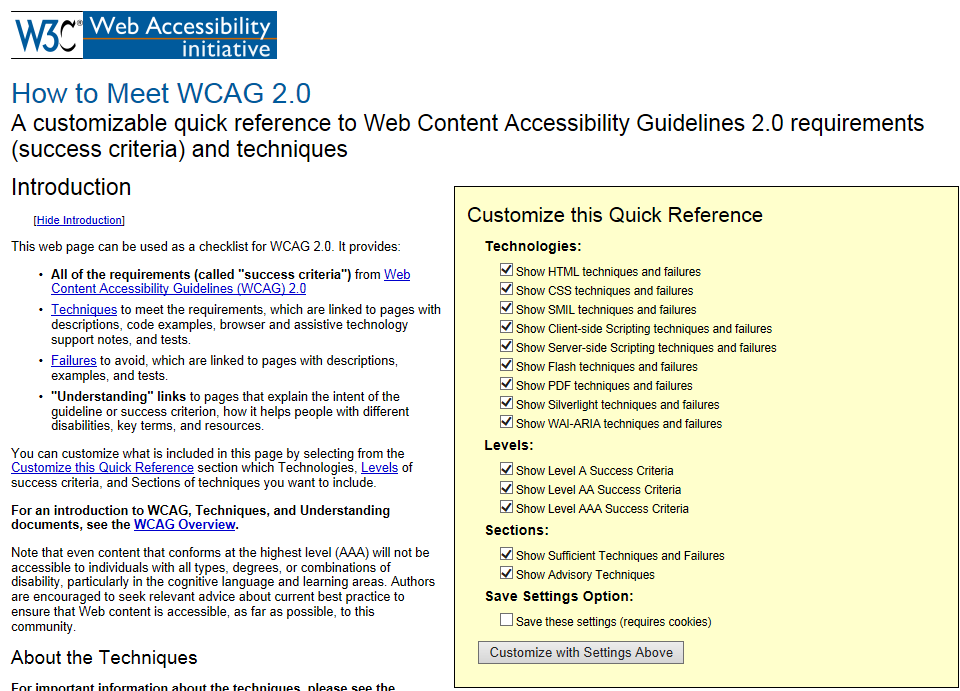 W3C® Web Accessibility
initiative
How to Meet WCAG 2.0
A customizable quick reference to Web Content Accessibility Guidelines 2.0 requirements
(success criteria) and techniques
Introduction
[Hide Introduction]
This web page can be used as a checklist for WCAG 2.0. It provides:
• All of the requirements (called "success criteria") from Web
Content Accessibility Guidelines (WCAG) 2.0
• Techniques to meet the requirements, which are linked to pages with
descriptions, code examples, browser and assistive technology
support notes, and tests.
• Failures to avoid, which are linked to pages with descriptions,
examples, and tests.
• "Understanding" links to pages that explain the intent of the
guideline or success criterion, how it helps people with different
disabilities, key terms, and resources.
You can customize what is included in this page by selecting from the
Customize this Quick Reference section which Technologies, Levels of
success criteria, and Sections of techniques you want to include.
For an introduction to WCAG, Techniques, and Understanding
documents, see the WCAG Overview.
Note that even content that conforms at the highest level (AAA) will not be
accessible to individuals with all types, degrees, or combinations of
disability, particularly in the cognitive language and learning areas. Authors
are encouraged to seek relevant advice about current best practice to
ensure that Web content is accessible, as far as possible, to this
community.
About the Techniques
For important information about the techniques, please see the
Customize this Quick Reference
Technologies:
Show HTML techniques and failures
Show CSS techniques and failures
Show SMIL techniques and failures
Show Client-side Scripting techniques and failures
Show Server-side Scripting techniques and failures
Show Flash techniques and failures
Show PDF techniques and failures
Show Silverlight techniques and failures
Show WAI-ARIA techniques and failures
Levels:
Show Level A Success Criteria
Show Level AA Success Criteria
Show Level AAA Success Criteria
Sections:
Show Sufficient Techniques and Failures
Show Advisory Techniques
Save Settings Option:
Save these settings (requires cookies)
Customize with Settings Above